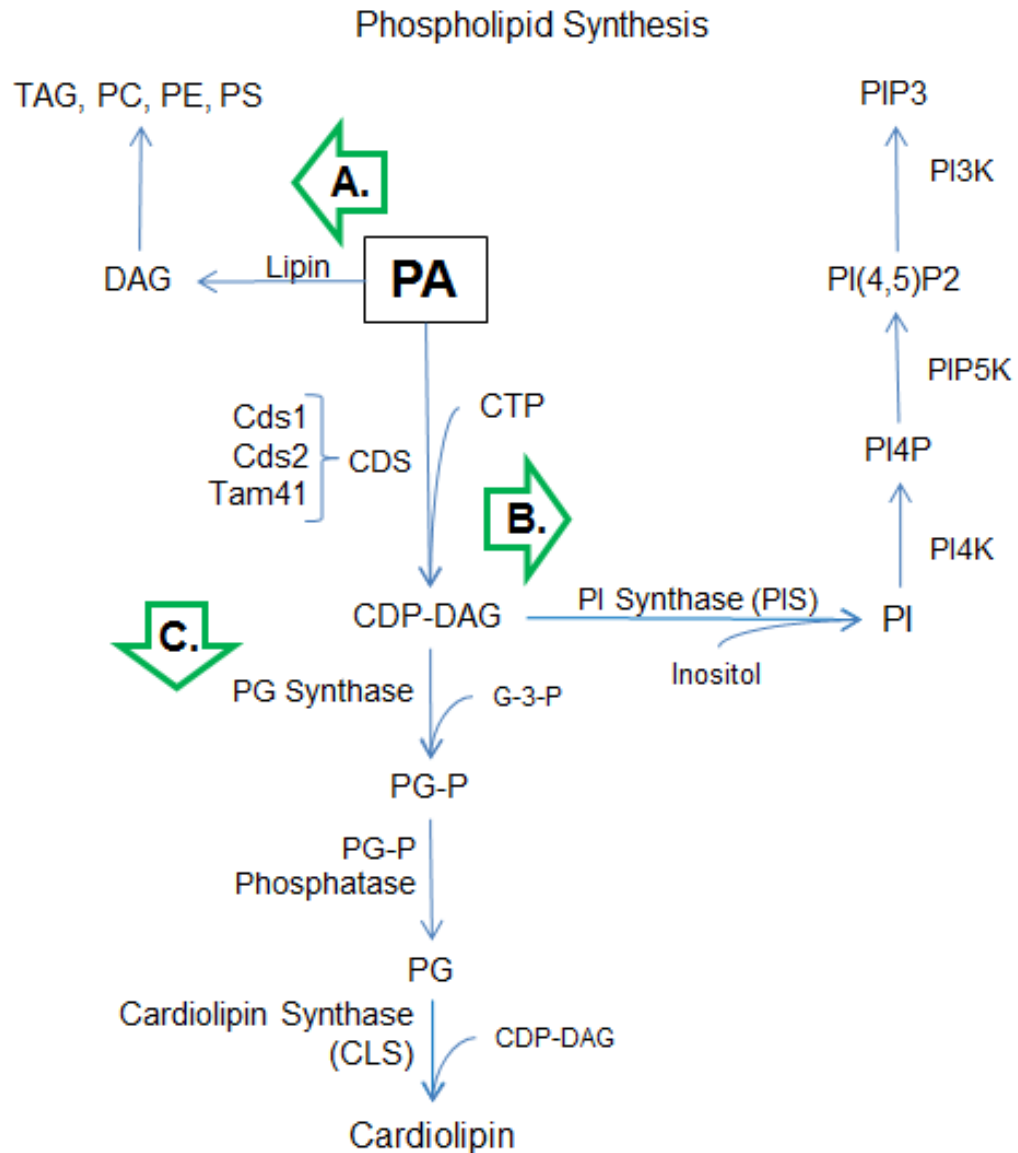 Phospholipid Synthesis
TAG, PC, PE, PS
PIP3
A.
PI3K
DAG
Lipin
PA
PI(4,5)P2
PIP5K
Cds1
Cds2
Tam41
CDS
CTP
PI4P
B.
PI4K
CDP-DAG
PI Synthase (PIS)
PI
Inositol
C.
PG Synthase
G-3-P
PG-P
PG-P
Phosphatase
PG
Cardiolipin Synthase
(CLS)
CDP-DAG
Cardiolipin